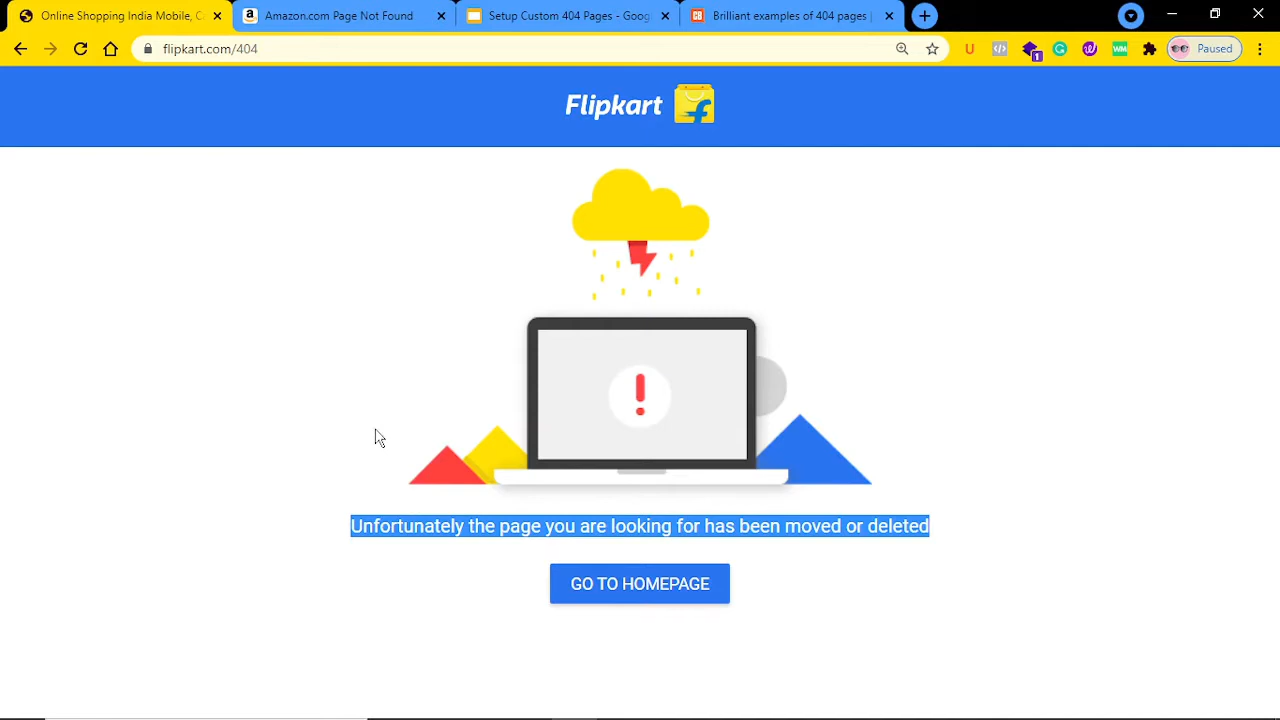 Online Shopping India Mobile, C
Amazon.com Page Not Found
Setup Custom 404 Pages - Goog
Brilliant examples of 404 pages
flipkart.com/404
Paused
Flipkart
Unfortunately the page you are looking for has been moved or deleted
GO TO HOMEPAGE